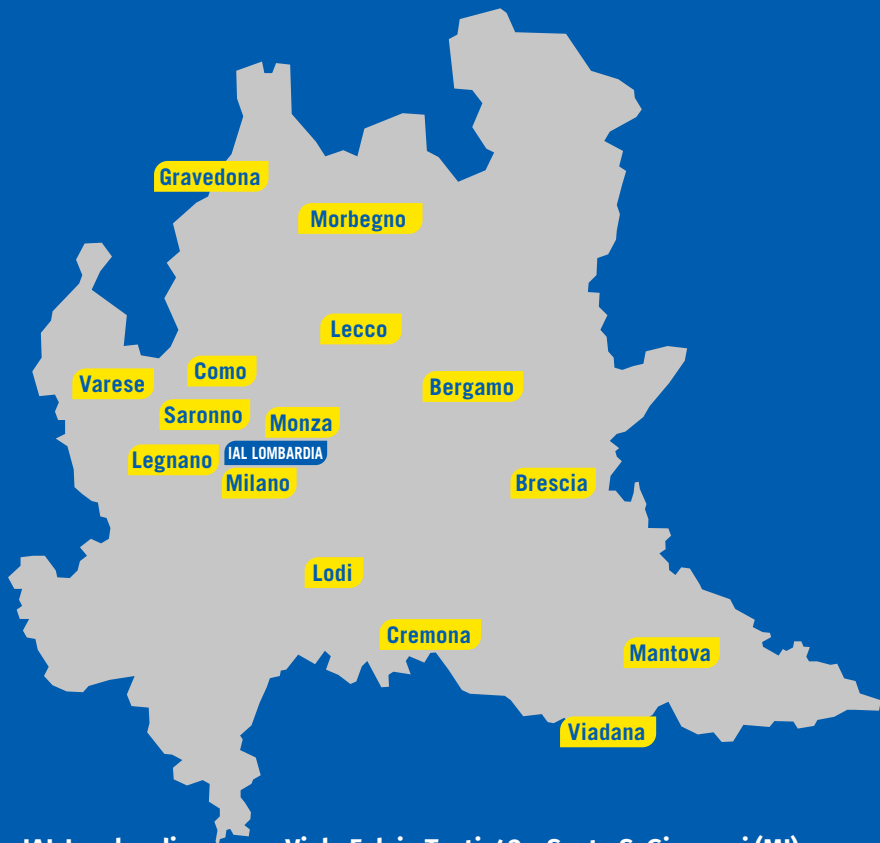 Gravedona
Morbegno
Lecco
Como
Varese
Bergamo
Saronno
Monza
IAL LOMBARDIA
Legnano
Milano
Brescia
Lodi
Cremona
Mantova
Viadana